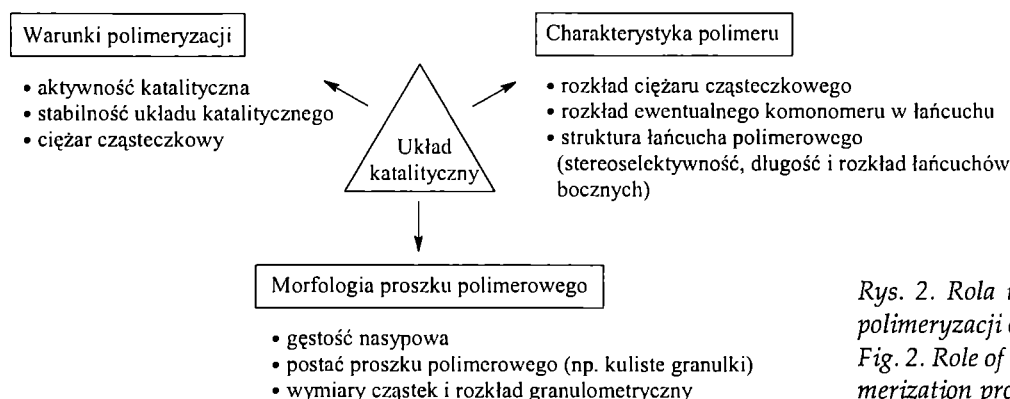 Warunki polimeryzacji
• aktywność katalityczna
• stabilność układu katalitycznego
• ciężar cząsteczkowy
Charakterystyka polimeru
• rozkład ciężaru cząsteczkowego
• rozkład ewentualnego komonomeru w łańcuchu
• struktura łańcucha polimerowego
(stereoselektywność, długość i rozkład łańcuchów
bocznych)
Układ
katalityczny
Morfologia proszku polimerowego
• gęstość nasypowa
• postać proszku polimerowego (np. kuliste granulki)
• wymiary cząstek i rozkład granulometryczny
Rys. 2. Rola
polimeryzacji
Fig. 2. Role of
merization